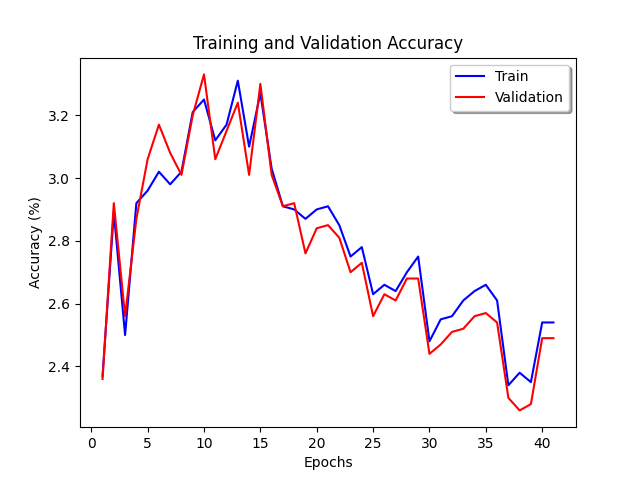 Training and Validation Accuracy
Train
Validation
3.2
3.0
2.8
2.6
2.4
Accuracy (%)
0 5 10 15 20 25 30 35 40
Epochs